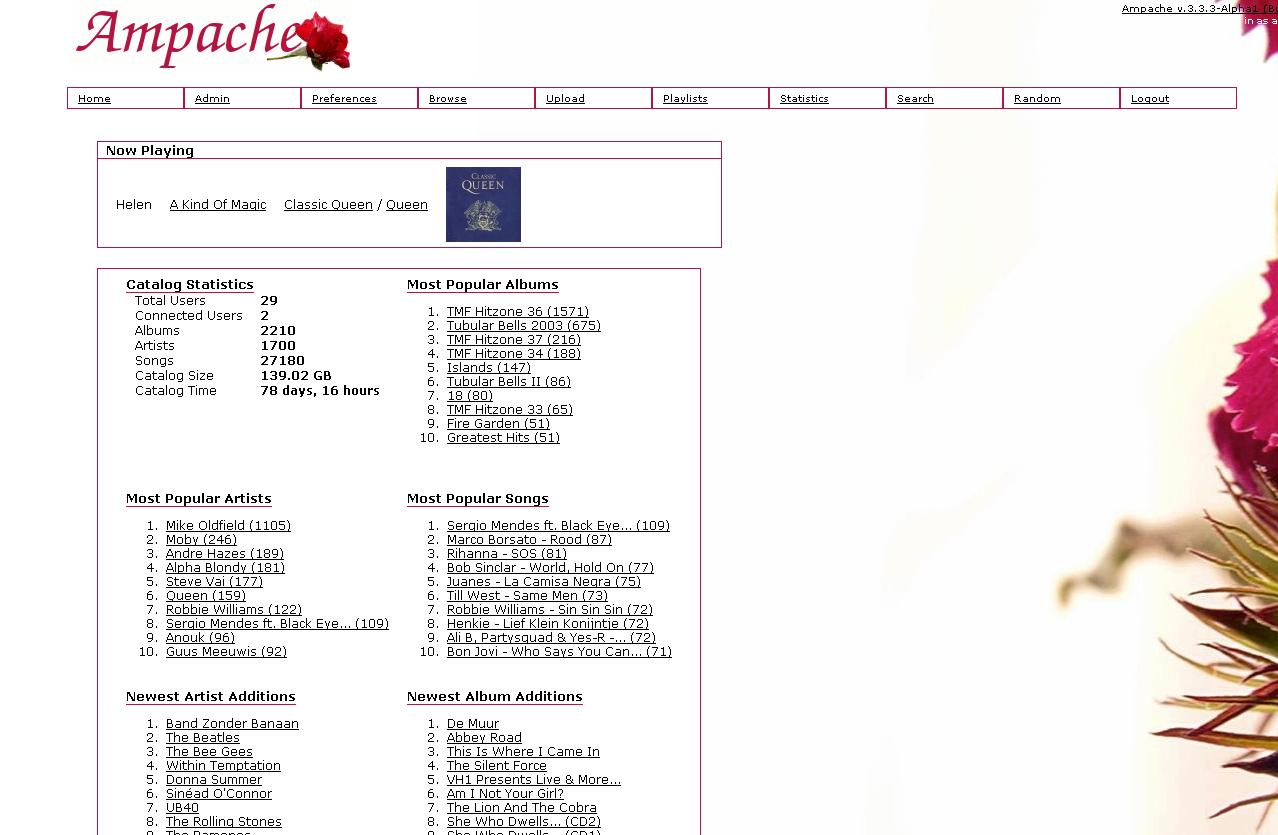 Ampache
Ampache v.3.3.3-Alpha1
in as a
Home Admin Preferences Browse Upload Playlists Statistics Search Random Logout
Now Playing
Helen A Kind Of Magic Classic Queen / Queen
CLASSIC
QUEEN
Catalog Statistics
Total Users 29
Connected Users 2
Albums 2210
Artists 1700
Songs 27180
Catalog Size 139.02 GB
Catalog Time 78 days, 16 hours
Most Popular Albums
1. TMF Hitzone 36 (1571)
2. Tubular Bells 2003 (675)
3. TMF Hitzone 37 (216)
4. TMF Hitzone 34 (188)
5. Islands (147)
6. Tubular Bells II (86)
7. 18 (80)
8. TMF Hitzone 33 (65)
9. Fire Garden (51)
10. Greatest Hits (51)
Most Popular Artists
1. Mike Oldfield (1105)
2. Moby (246)
3. Andre Hazes (189)
4. Alpha Blondy (181)
5. Steve Vai (177)
6. Queen (159)
7. Robbie Williams (122)
8. Sergio Mendes ft. Black Eye... (109)
9. Anouk (96)
10. Guus Meeuwis (92)
Most Popular Songs
1. Sergio Mendes ft. Black Eye... (109)
2. Marco Borsato - Rood (87)
3. Rihanna - SOS (81)
4. Bob Sinclar - World, Hold On (77)
5. Juanes - La Camisa Negra (75)
6. Till West - Same Men (73)
7. Robbie Williams - Sin Sin Sin (72)
8. Henkie - Lief Klein Konijntje (72)
9. Ali B, Partysquad & Yes-R -... (72)
10. Bon Jovi - Who Says You Can... (71)
Newest Artist Additions
1. Band Zonder Banaan
2. The Beatles
3. The Bee Gees
4. Within Temptation
5. Donna Summer
6. Sinéad O'Connor
7. UB40
8. The Rolling Stones
9. The Ramones
Newest Album Additions
1. De Muur
2. Abbey Road
3. This Is Where I Came In
4. The Silent Force
5. VH1 Presents Live & More...
6. Am I Not Your Girl?
7. The Lion And The Cobra
8. She Who Dwells... (CD2)
9. She Who Dwells... (CD1)